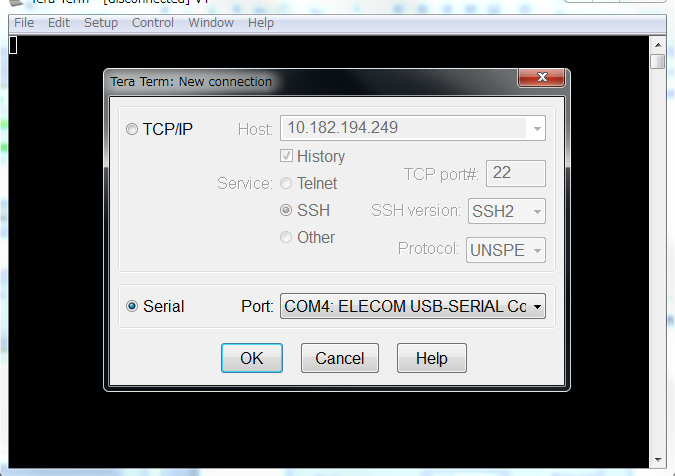 Tera Term - [disconnected] VT
File Edit Setup Control Window Help
Tera Term: New connection
TCP/IP Host: 10.182.194.249
History
Service: Telnet TCP port#: 22
SSH SSH version: SSH2
Other Protocol: UNSPE
Serial Port: COM4: ELECOM USB-SERIAL Co
OK Cancel Help